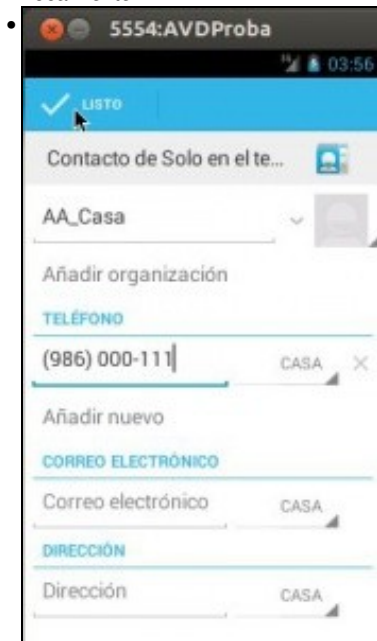 5554:AVDProba
03:56
LISTO
Contacto de Solo en el te...
AA_Casa
Añadir organización
TELÉFONO
(986) 000-111
CASA
Añadir nuevo
CORREO ELECTRÓNICO
Correo electrónico
CASA
DIRECCIÓN
Dirección
CASA